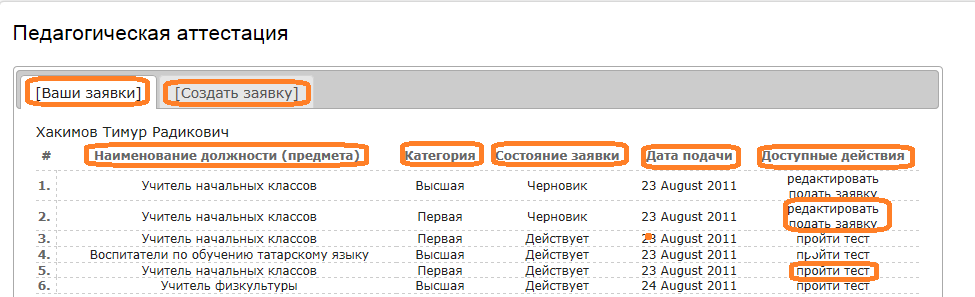 Педагогическая аттестация
[Ваши заявки] [Создать заявку]
Хакимов Тимур Радикович
# Наименование должности (предмета) Категория Состояние заявки Дата подачи Доступные действия
1. Учитель начальных классов Высшая Черновик 23 August 2011 редактировать
подать заявку
2. Учитель начальных классов Первая Черновик 23 August 2011 редактировать
подать заявку
3. Учитель начальных классов Первая Действует 23 August 2011 пройти тест
4. Воспитатели по обучению татарскому языку Высшая Действует 23 August 2011 пройти тест
5. Учитель начальных классов Первая Действует 23 August 2011 пройти тест
6. Учитель физкультуры Высшая Действует 24 August 2011 пройти тест